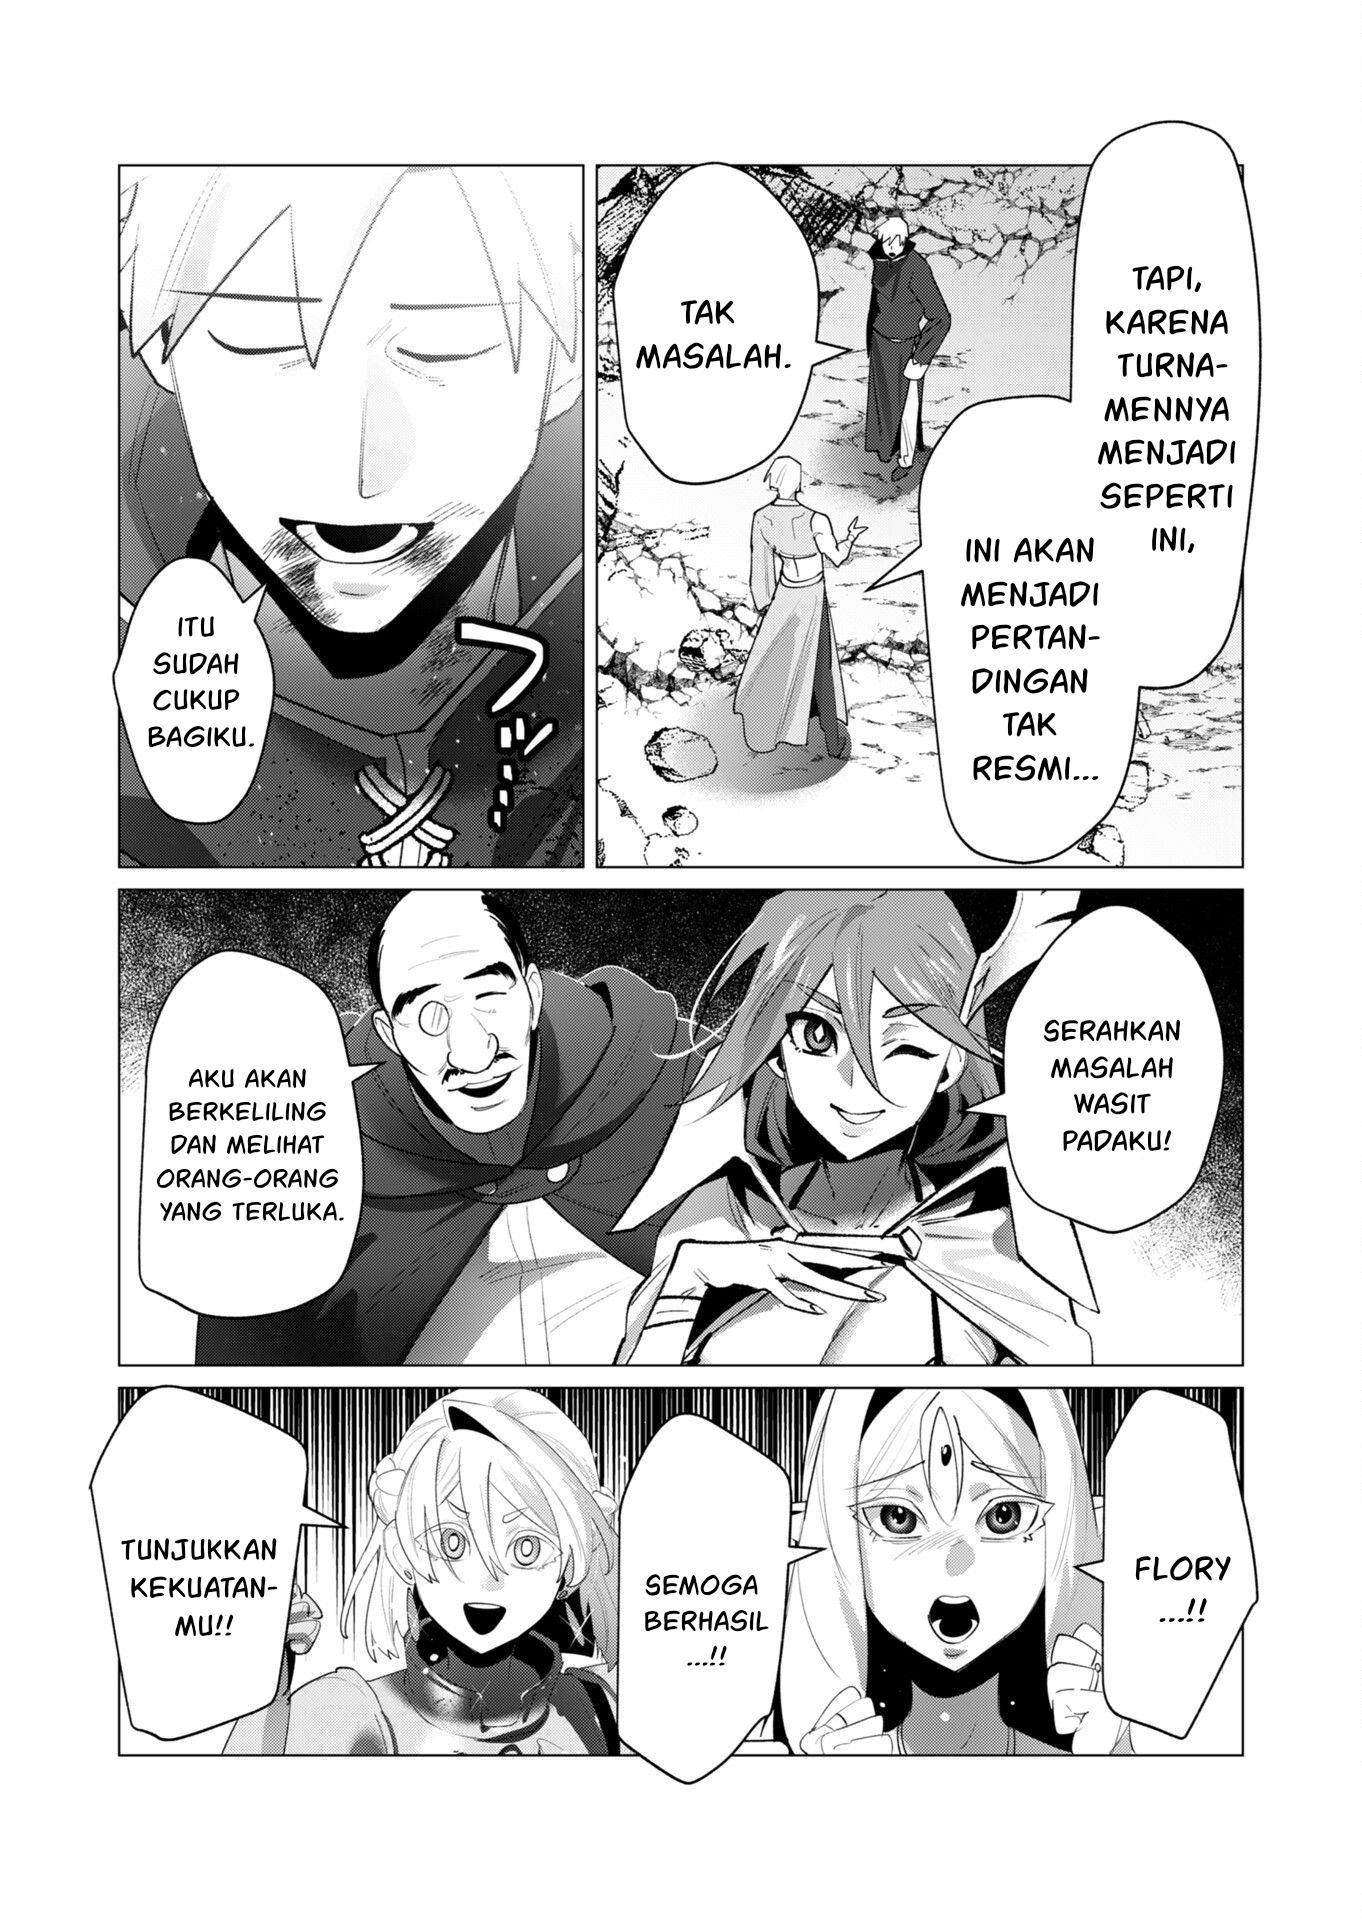 TAPI,
KARENA
TURNA-
MENNYA
MENJADI
SEPERTI
INI,
INI AKAN
MENJADI
PERTAN-
DINGAN
TAK
RESMI...
TAK
MASALAH.
ITU
SUDAH
CUKUP
BAGIKU.
フッ...
SERAHKAN
MASALAH
WASIT
PADAKU!
AKU AKAN
BERKELILING
DAN MELIHAT
ORANG-ORANG
YANG TERLUKA.
FLORY
...!!
SEMOGA
BERHASIL
...!!
TUNJUKKAN
KEKUATAN-
MU!!